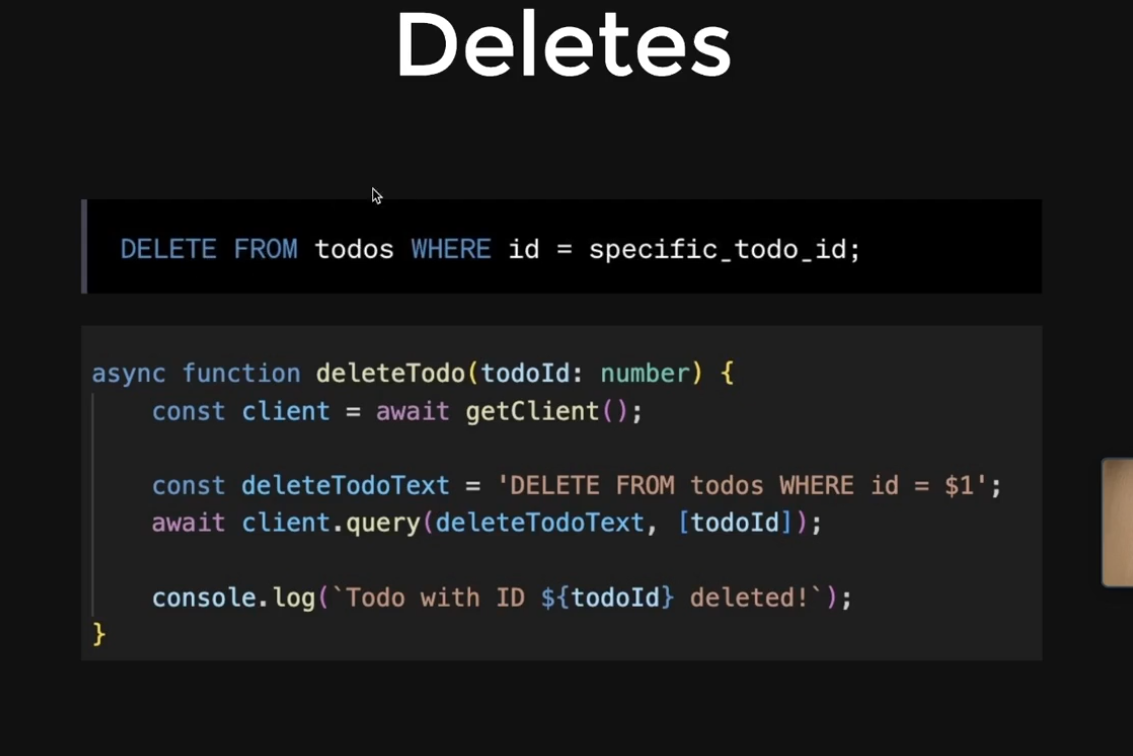 Deletes
DELETE FROM todos WHERE id = specific_todo_id;
async function deleteTodo(todoId: number) {
    const client = await getClient();
    const deleteTodoText = 'DELETE FROM todos WHERE id = $1';
    await client.query(deleteTodoText, [todoId]);
    console.log(`Todo with ID ${todoId} deleted!`);
}